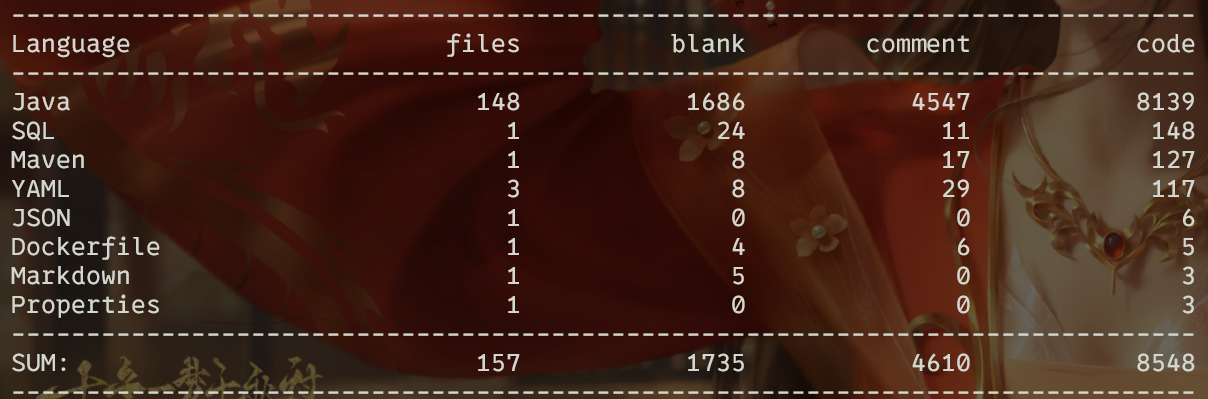 --------------------------------------------------------------------------------
Language                     files          blank        comment           code
--------------------------------------------------------------------------------
Java                           148           1686           4547           8139
SQL                              1             24             11            148
Maven                            1              8             17            127
YAML                             3              8             29            117
JSON                             1              0              0              6
Dockerfile                       1              4              6              5
Markdown                         1              5              0              3
Properties                       1              0              0              3
--------------------------------------------------------------------------------
SUM:                           157           1735           4610           8548
--------------------------------------------------------------------------------